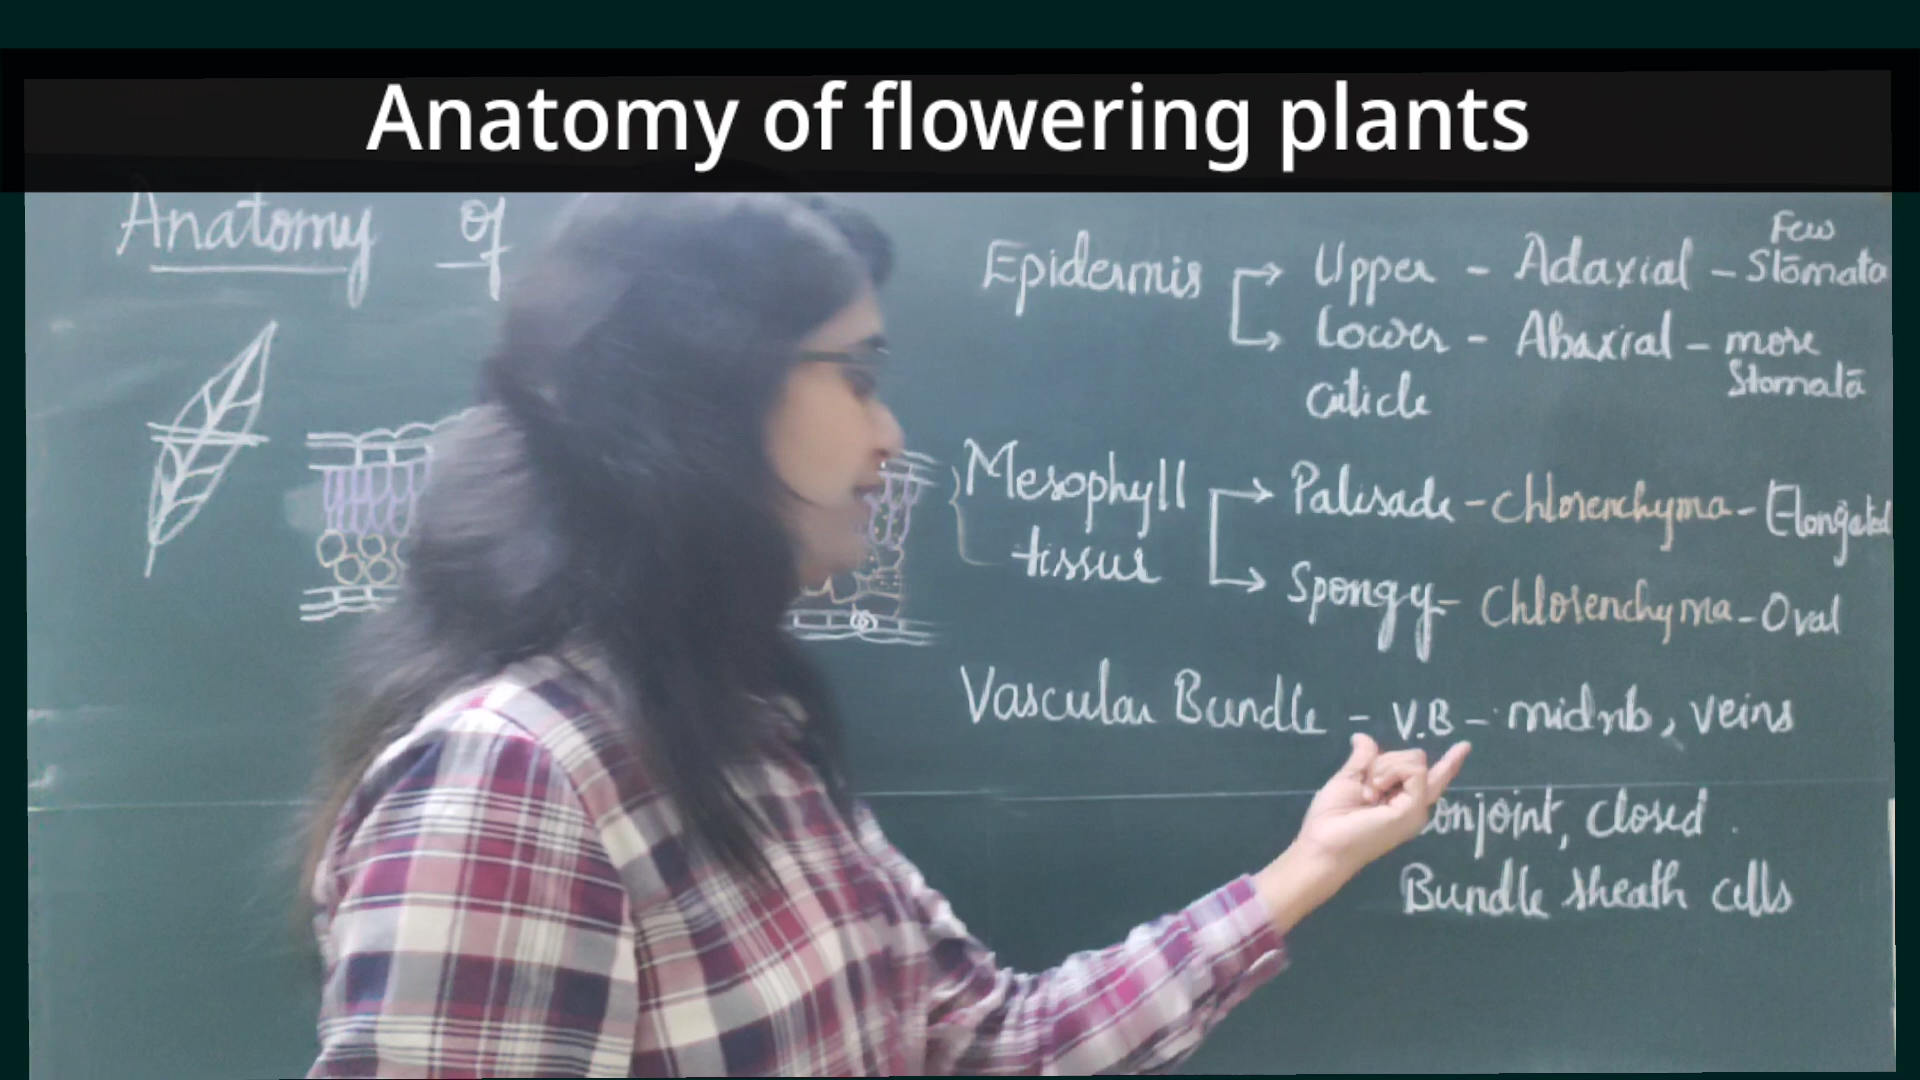 Anatomy of flowering plants
Anatomy of
Epidermis
Upper - Adaxial - Few Stomata
Lower - Abaxial - more Stomata
cuticle
Mesophyll tissue
Palisade - chlorenchyma - Elongated
Spongy - Chlorenchyma - Oval
Vascular Bundle - V.B - midrib, veins
onjoint, closed.
Bundle sheath cells